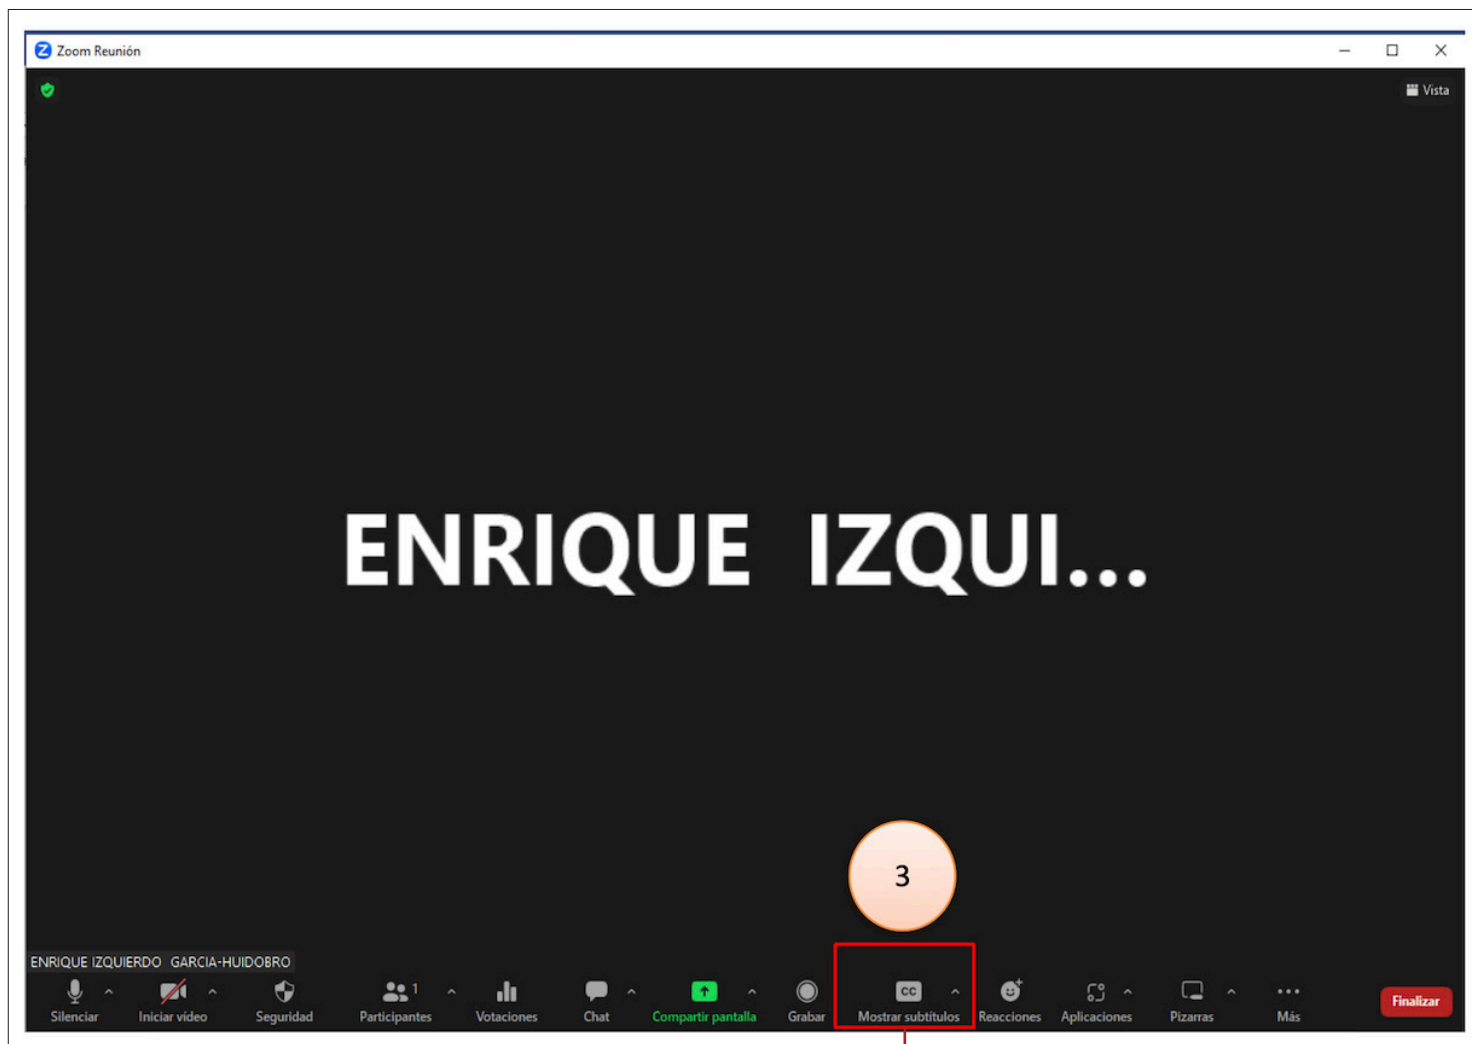 Zoom Reunión
Vista
ENRIQUE IZQUI...
3
ENRIQUE IZQUIERDO GARCIA-HUIDOBRO
1
CC
Silenciar Iniciar vídeo Seguridad Participantes Votaciones Chat Compartir pantalla Grabar Mostrar subtítulos Reacciones Aplicaciones Pizarras Más Finalizar